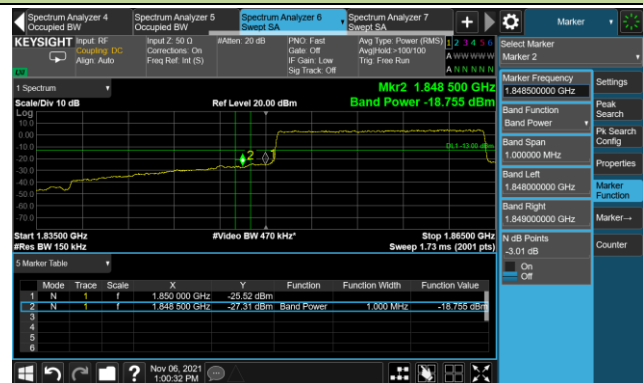 Spectrum Analyzer 4
Occupied BW
Spectrum Analyzer 5
Occupied BW
Spectrum Analyzer 6
Swept SA
Spectrum Analyzer 7
Swept SA
+
Marker
KEYSIGHT
Input: RF
Coupling: DC
Align: Auto
Input Z: 50 Ω
Corrections: On
Freq Ref: Int (S)
#Atten: 20 dB
PNO: Fast
Gate: Off
IF Gain: Low
Sig Track: Off
Avg Type: Power (RMS)
Avg|Hold:>100/100
Trig: Free Run
1 2 3 4 5 6
A W W W W W
A N N N N N
LW
Select Marker
Marker 2
1 Spectrum
Scale/Div 10 dB
Ref Level 20.00 dBm
Mkr2 1.848 500 GHz
Band Power -18.755 dBm
Log
10.0
0.00
-10.0
-20.0
-30.0
-40.0
-50.0
-60.0
-70.0
DL1 -13.00 dBm
2
1
Start 1.83500 GHz
#Res BW 150 kHz
#Video BW 470 kHz*
Stop 1.86500 GHz
Sweep 1.73 ms (2001 pts)
5 Marker Table
Mode Trace Scale X Y Function Function Width Function Value
1 N 1 f 1.850 000 GHz -25.52 dBm
2 N 1 f 1.848 500 GHz -27.31 dBm Band Power 1.000 MHz -18.755 dBm
3
4
5
6
Marker Frequency
1.848500000 GHz
Band Function
Band Power
Band Span
1.000000 MHz
Band Left
1.848000000 GHz
Band Right
1.849000000 GHz
N dB Points
-3.01 dB
On
Off
Settings
Peak
Search
Pk Search
Config
Properties
Marker
Function
Marker→
Counter
?
Nov 06, 2021
1:00:32 PM